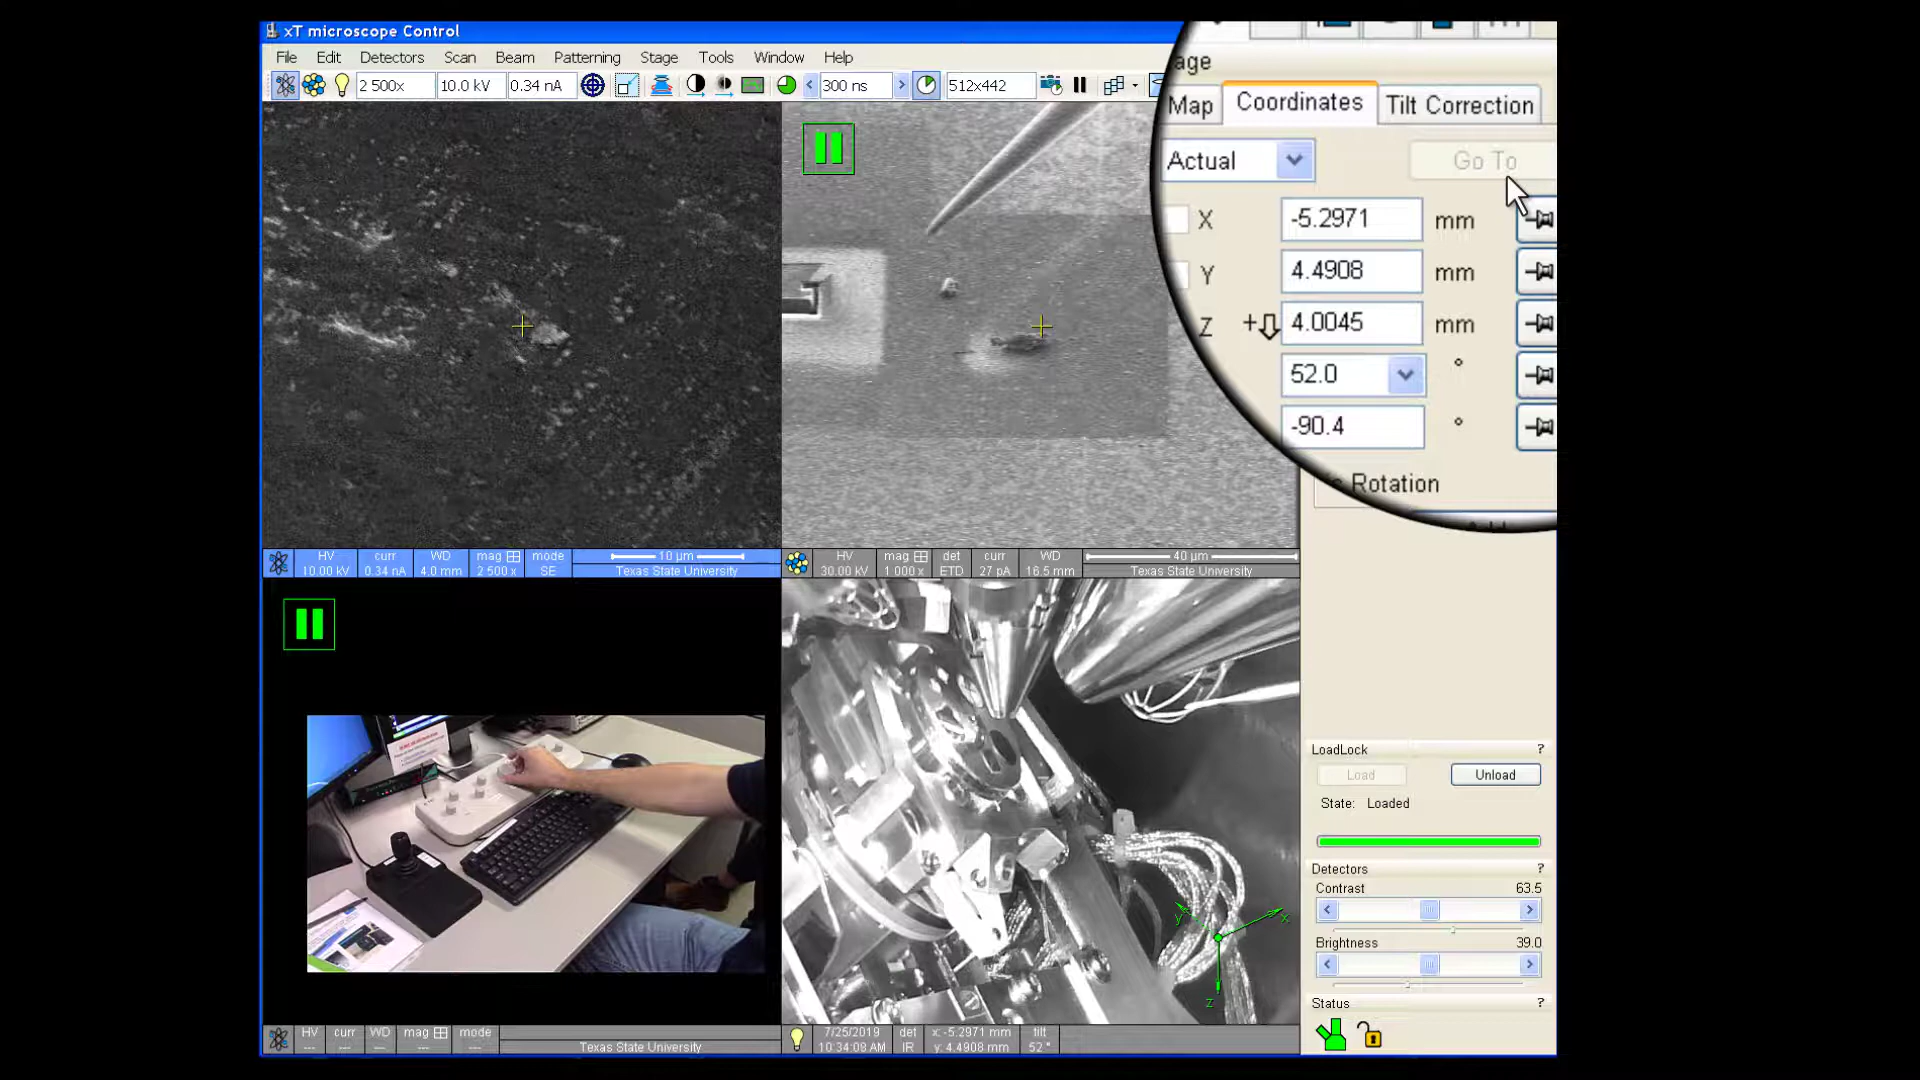 xT microscope Control
File Edit Detectors Scan Beam Patterning Stage Tools Window Help
2 500x 10.0 kV 0.34 nA 300 ns 512x442
Map Coordinates Tilt Correction
Actual Go To
X -5.2971 mm
Y 4.4908 mm
Z 4.0045 mm
52.0 °
-90.4 °
Rotation
HV curr WD mag mode 10 µm
10.00 kV 0.34 nA 4.0 mm 2 500 x SE Texas State University
HV mag det curr WD 40 µm
30.00 kV 1 000 x ETD 27 pA 16.5 mm Texas State University
LoadLock ?
Load Unload
State: Loaded
Detectors ?
Contrast 63.5
Brightness 39.0
Status ?
y x
z
HV curr WD mag mode
--- --- --- --- --- Texas State University
7/25/2019 det x: -5.2971 mm tilt
10:34:08 AM IR y: 4.4908 mm 52 °